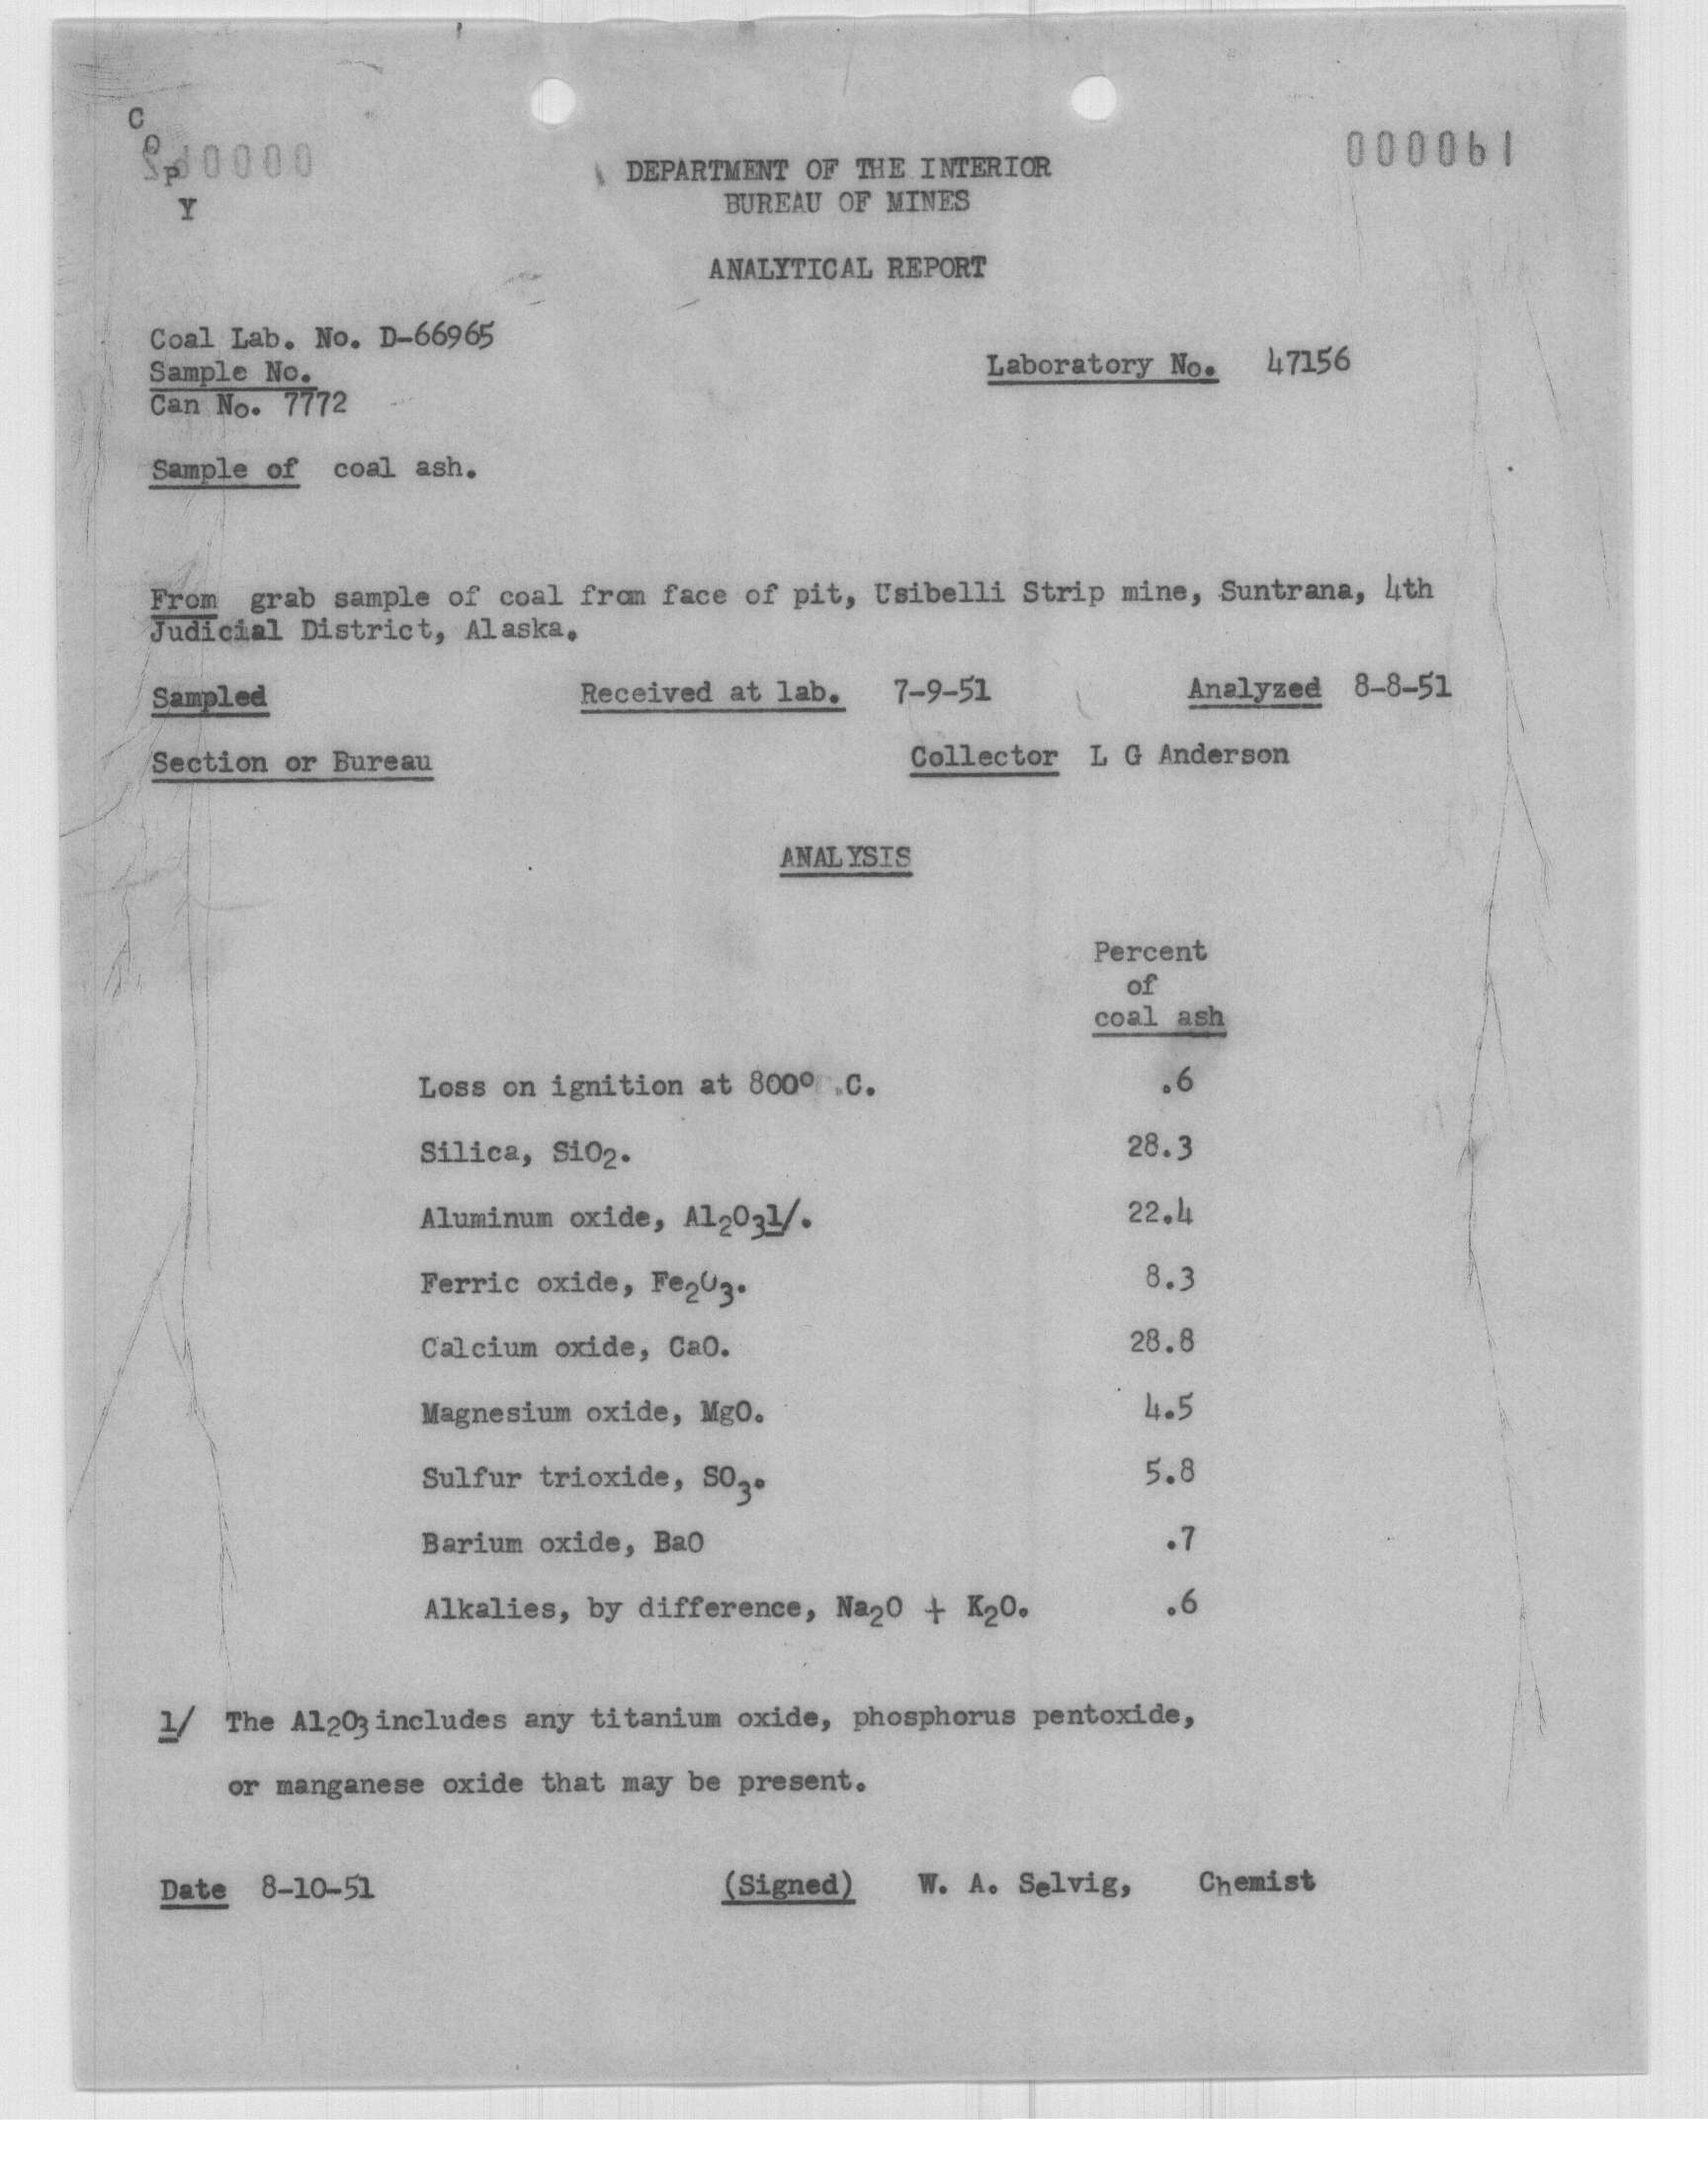 C
O
P
Y
000061
DEPARTMENT OF THE INTERIOR
BUREAU OF MINES
ANALYTICAL REPORT
Coal Lab. No. D-66965
Sample No.
Laboratory No. 47156
Can No. 7772
Sample of coal ash.
From grab sample of coal from face of pit, Usibelli Strip mine, Suntrana, 4th
Judicial District, Alaska.
Sampled Received at lab. 7-9-51 Analyzed 8-8-51
Section or Bureau Collector L G Anderson
ANALYSIS
Percent
of
coal ash
Loss on ignition at 800° C. .6
Silica, SiO2. 28.3
Aluminum oxide, Al2O3 1/. 22.4
Ferric oxide, Fe2O3. 8.3
Calcium oxide, CaO. 28.8
Magnesium oxide, MgO. 4.5
Sulfur trioxide, SO3. 5.8
Barium oxide, BaO .7
Alkalies, by difference, Na2O + K2O. .6
1/ The Al2O3 includes any titanium oxide, phosphorus pentoxide,
or manganese oxide that may be present.
Date 8-10-51 (Signed) W. A. Selvig, Chemist